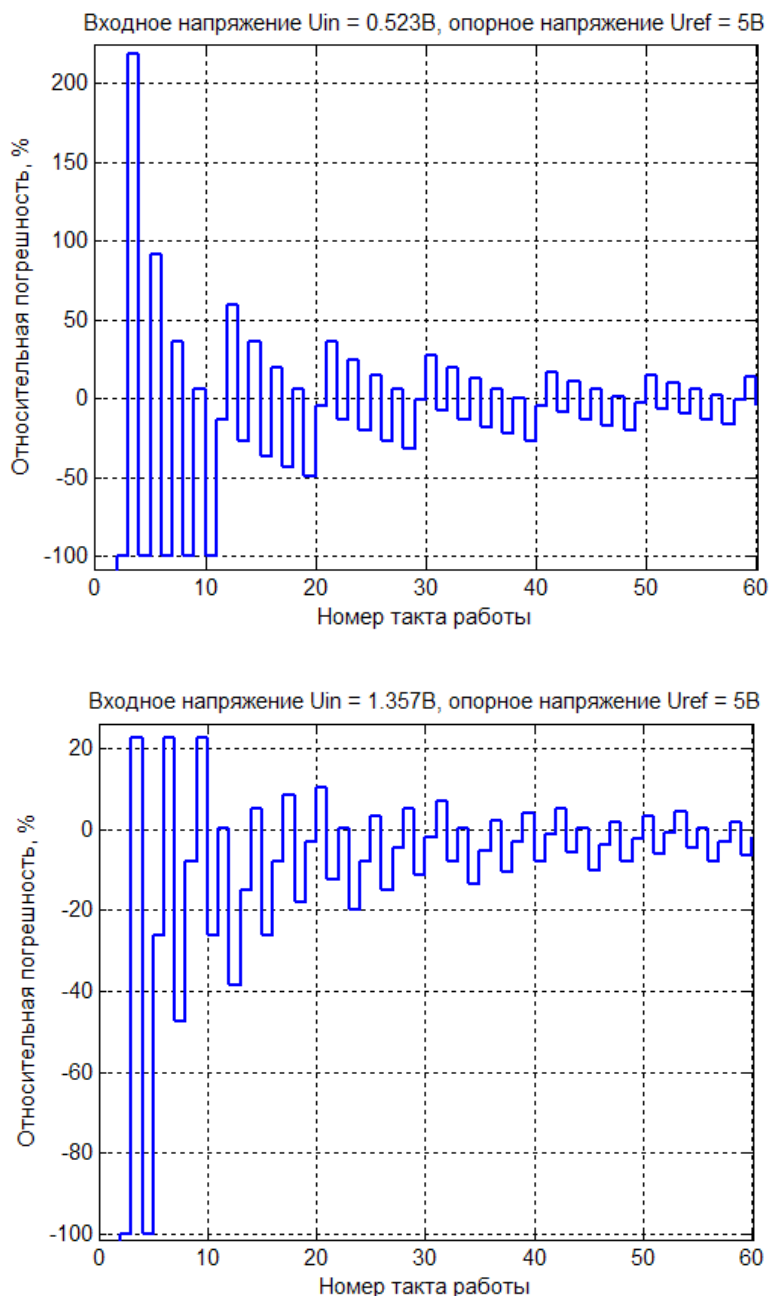 Входное напряжение Uin = 0.523В, опорное напряжение Uref = 5В
200
150
100
50
0
-50
-100
Относительная погрешность, %
0 10 20 30 40 50 60
Номер такта работы
Входное напряжение Uin = 1.357В, опорное напряжение Uref = 5В
20
0
-20
-40
-60
-80
-100
Относительная погрешность, %
0 10 20 30 40 50 60
Номер такта работы